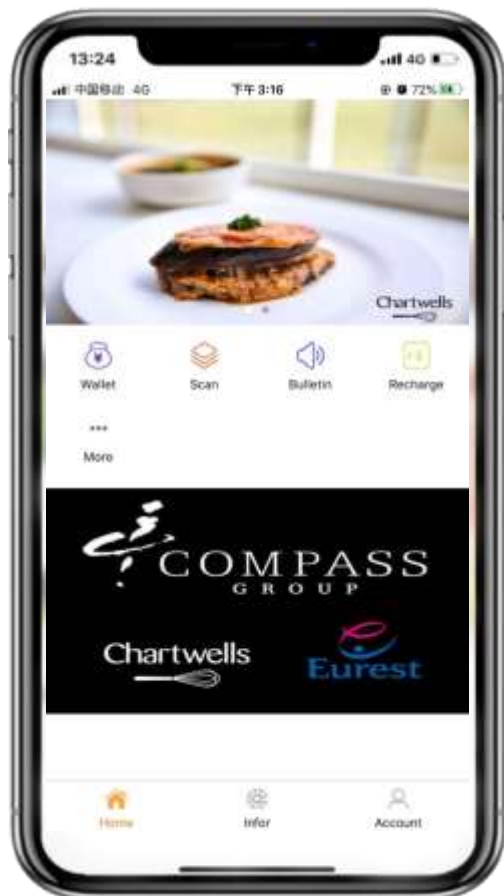 13:24 4G
中国移动 4G 下午 3:16 72%
Chartwells
Wallet Scan Bulletin Recharge
More
COMPASS
GROUP
Chartwells Eurest
Home Infor Account